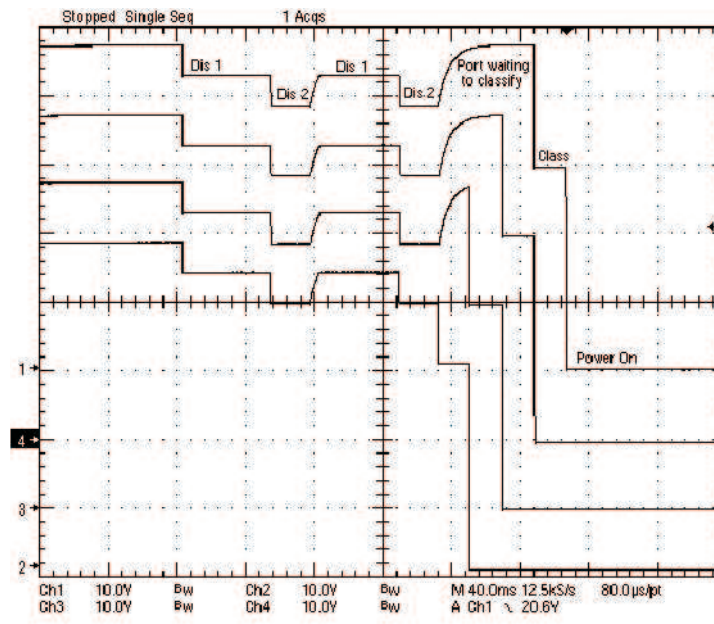 Stopped Single Seq 1 Acqs
Dis 1 Dis 1 Port waiting
to classify
Dis 2 Dis 2
Class
Power On
1
4
3
2
Ch1 10.0V Bw Ch2 10.0V Bw M 40.0ms 12.5kS/s 80.0µs/pt
Ch3 10.0V Bw Ch4 10.0V Bw A Ch1 20.6V